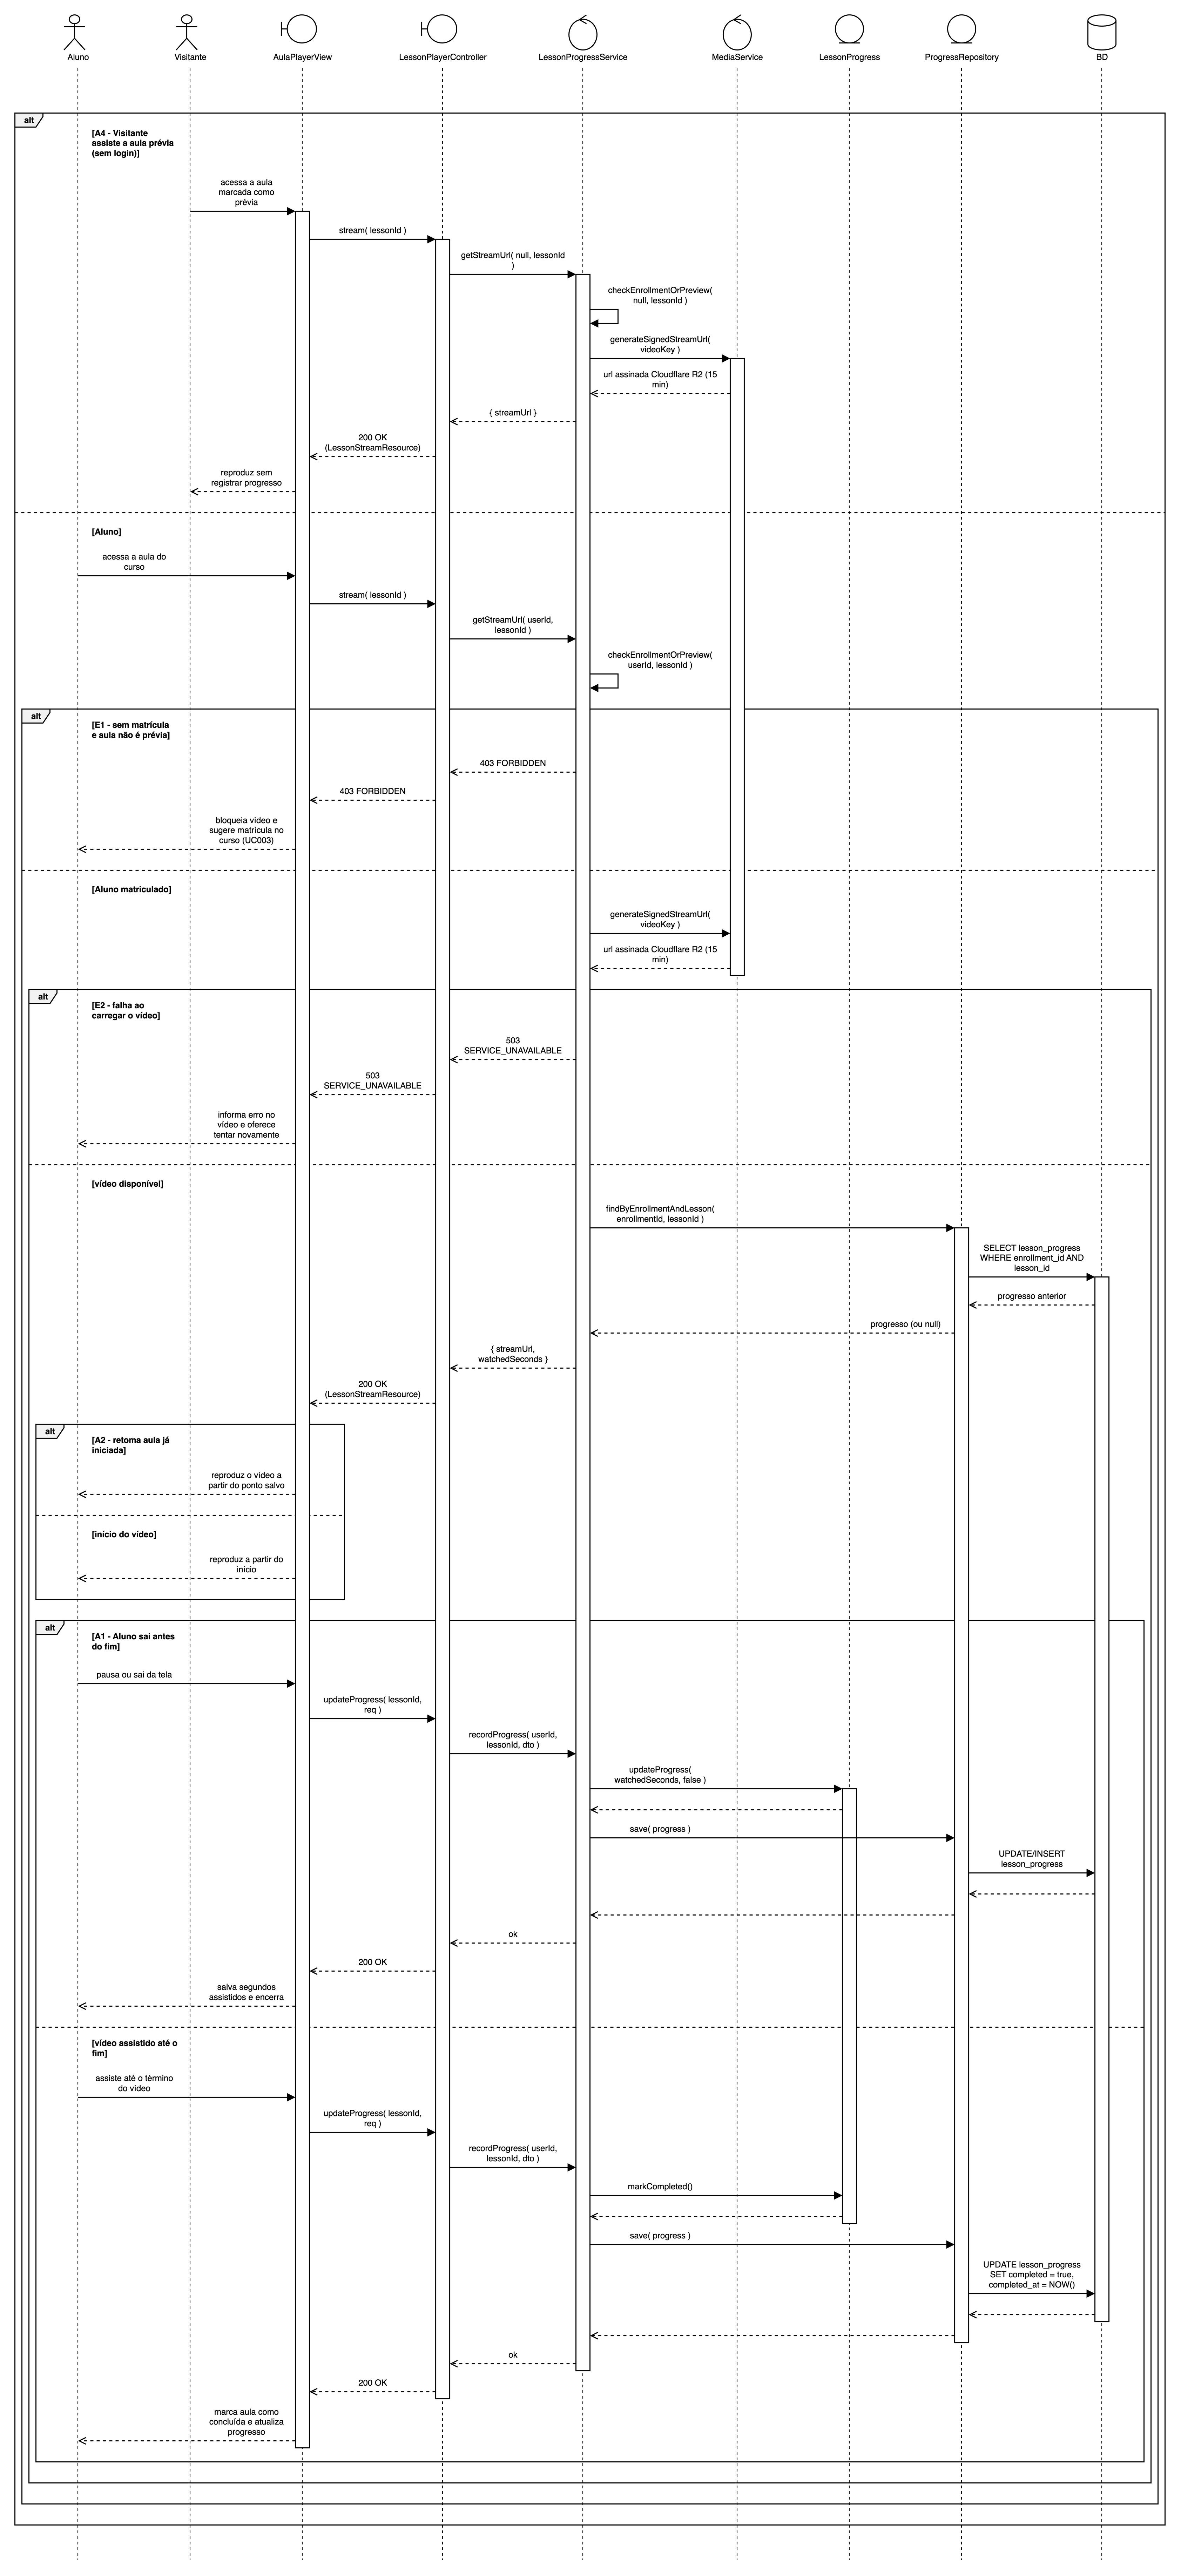 Aluno
Visitante
AulaPlayerView
LessonPlayerController
LessonProgressService
MediaService
LessonProgress
ProgressRepository
BD
alt
[A4 - Visitante
assiste a aula prévia
(sem login)]
acessa a aula
marcada como
prévia
stream( lessonId )
getStreamUrl( null, lessonId
)
checkEnrollmentOrPreview(
null, lessonId )
generateSignedStreamUrl(
videoKey )
url assinada Cloudflare R2 (15
min)
{ streamUrl }
200 OK
(LessonStreamResource)
reproduz sem
registrar progresso
[Aluno]
acessa a aula do
curso
stream( lessonId )
getStreamUrl( userId,
lessonId )
checkEnrollmentOrPreview(
userId, lessonId )
alt
[E1 - sem matrícula
e aula não é prévia]
403 FORBIDDEN
403 FORBIDDEN
bloqueia vídeo e
sugere matrícula no
curso (UC003)
[Aluno matriculado]
generateSignedStreamUrl(
videoKey )
url assinada Cloudflare R2 (15
min)
alt
[E2 - falha ao
carregar o vídeo]
503
SERVICE_UNAVAILABLE
503
SERVICE_UNAVAILABLE
informa erro no
vídeo e oferece
tentar novamente
[vídeo disponível]
findByEnrollmentAndLesson(
enrollmentId, lessonId )
SELECT lesson_progress
WHERE enrollment_id AND
lesson_id
progresso anterior
progresso (ou null)
{ streamUrl,
watchedSeconds }
200 OK
(LessonStreamResource)
alt
[A2 - retoma aula já
iniciada]
reproduz o vídeo a
partir do ponto salvo
[início do vídeo]
reproduz a partir do
início
alt
[A1 - Aluno sai antes
do fim]
pausa ou sai da tela
updateProgress( lessonId,
req )
recordProgress( userId,
lessonId, dto )
updateProgress(
watchedSeconds, false )
save( progress )
UPDATE/INSERT
lesson_progress
ok
200 OK
salva segundos
assistidos e encerra
[vídeo assistido até o
fim]
assiste até o término
do vídeo
updateProgress( lessonId,
req )
recordProgress( userId,
lessonId, dto )
markCompleted()
save( progress )
UPDATE lesson_progress
SET completed = true,
completed_at = NOW()
ok
200 OK
marca aula como
concluída e atualiza
progresso